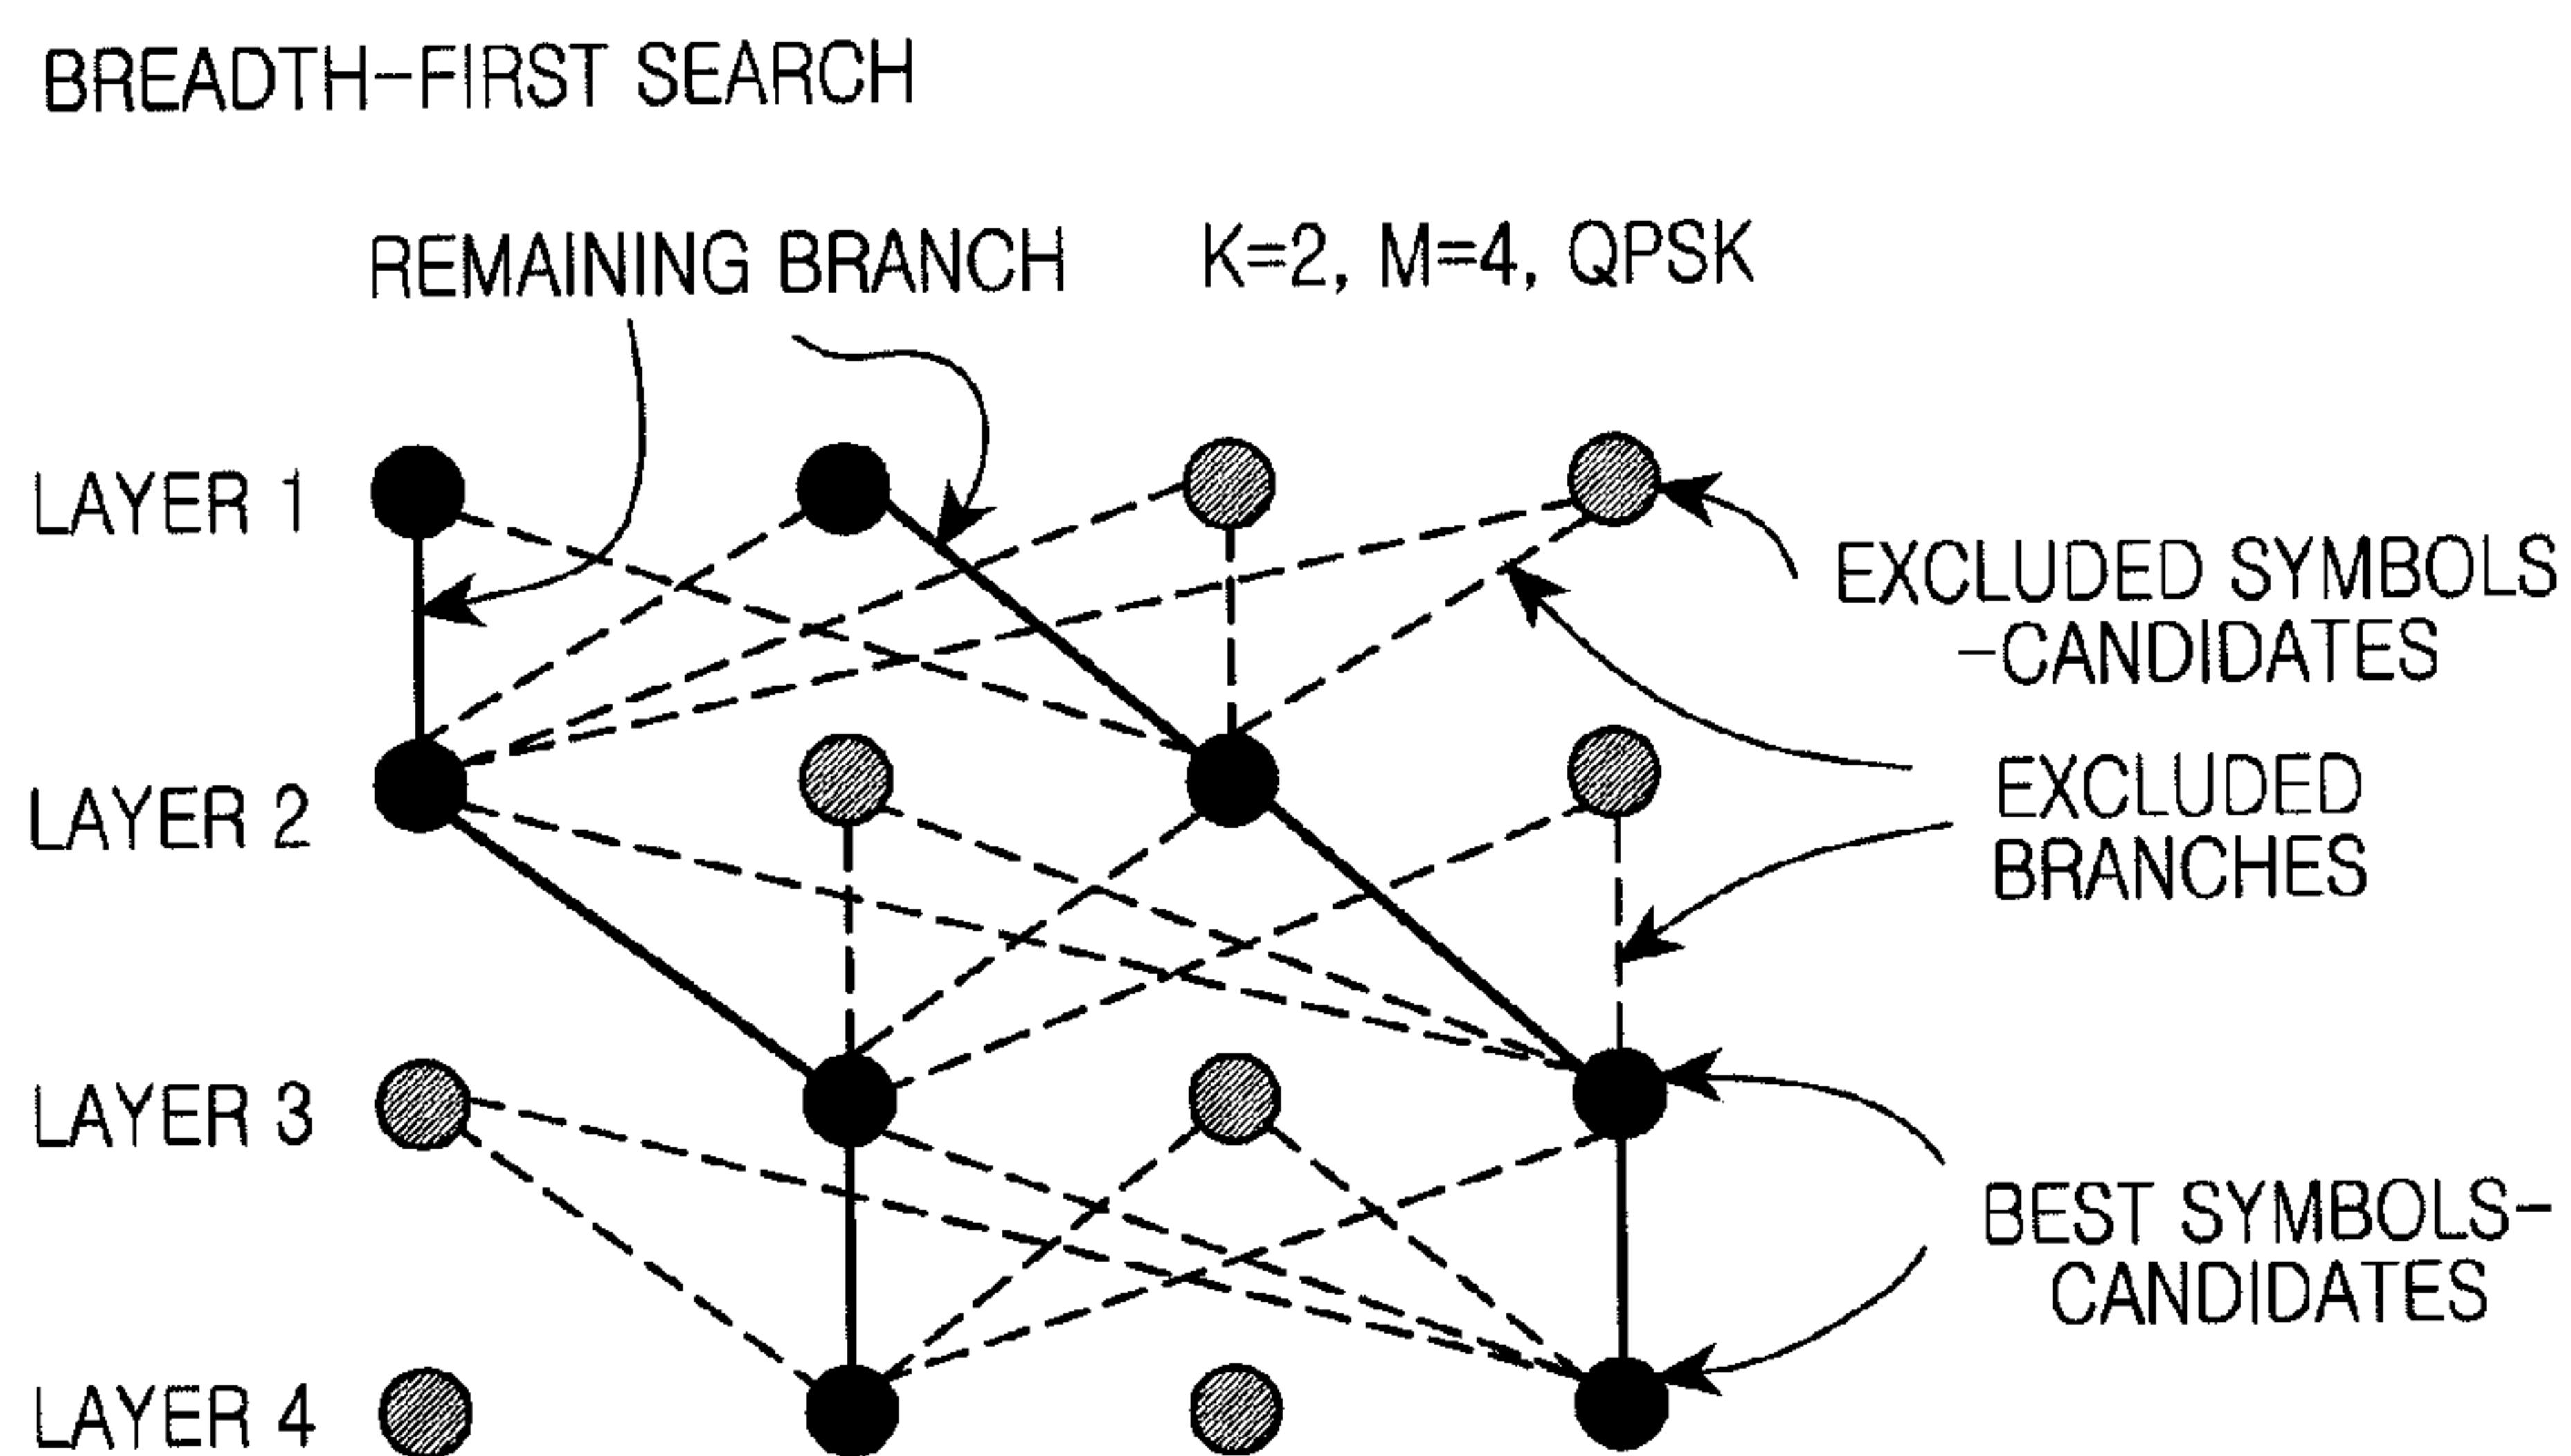 BREADTH-FIRST SEARCH
REMAINING BRANCH
K=2, M=4, QPSK
LAYER 1
EXCLUDED SYMBOLS
-CANDIDATES
LAYER 2
EXCLUDED
BRANCHES
LAYER 3
BEST SYMBOLS-
CANDIDATES
LAYER 4